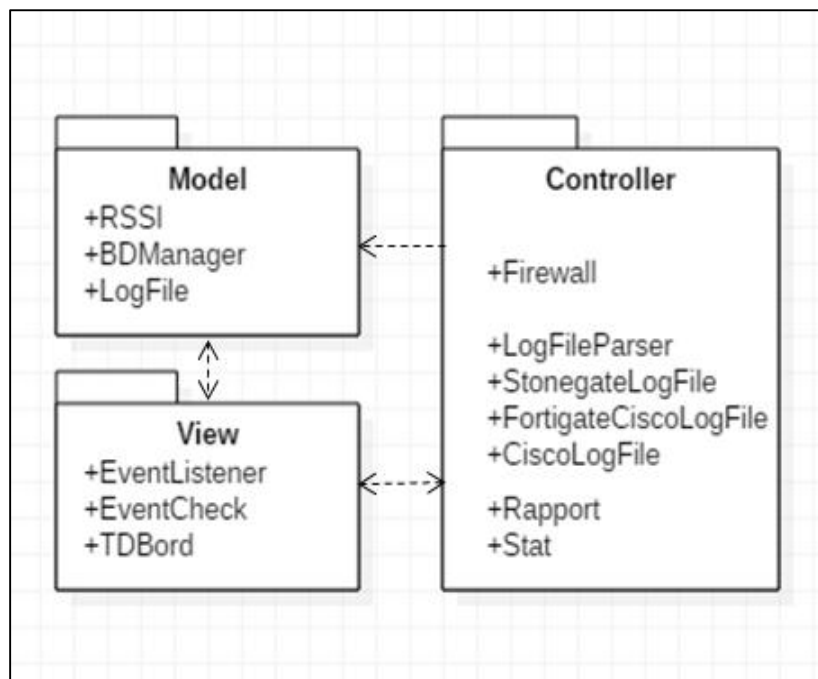 Model
+RSSI
+BDManager
+LogFile
View
+EventListener
+EventCheck
+TDBord
Controller
+Firewall
+LogFileParser
+StonegateLogFile
+FortigateCiscoLogFile
+CiscoLogFile
+Rapport
+Stat